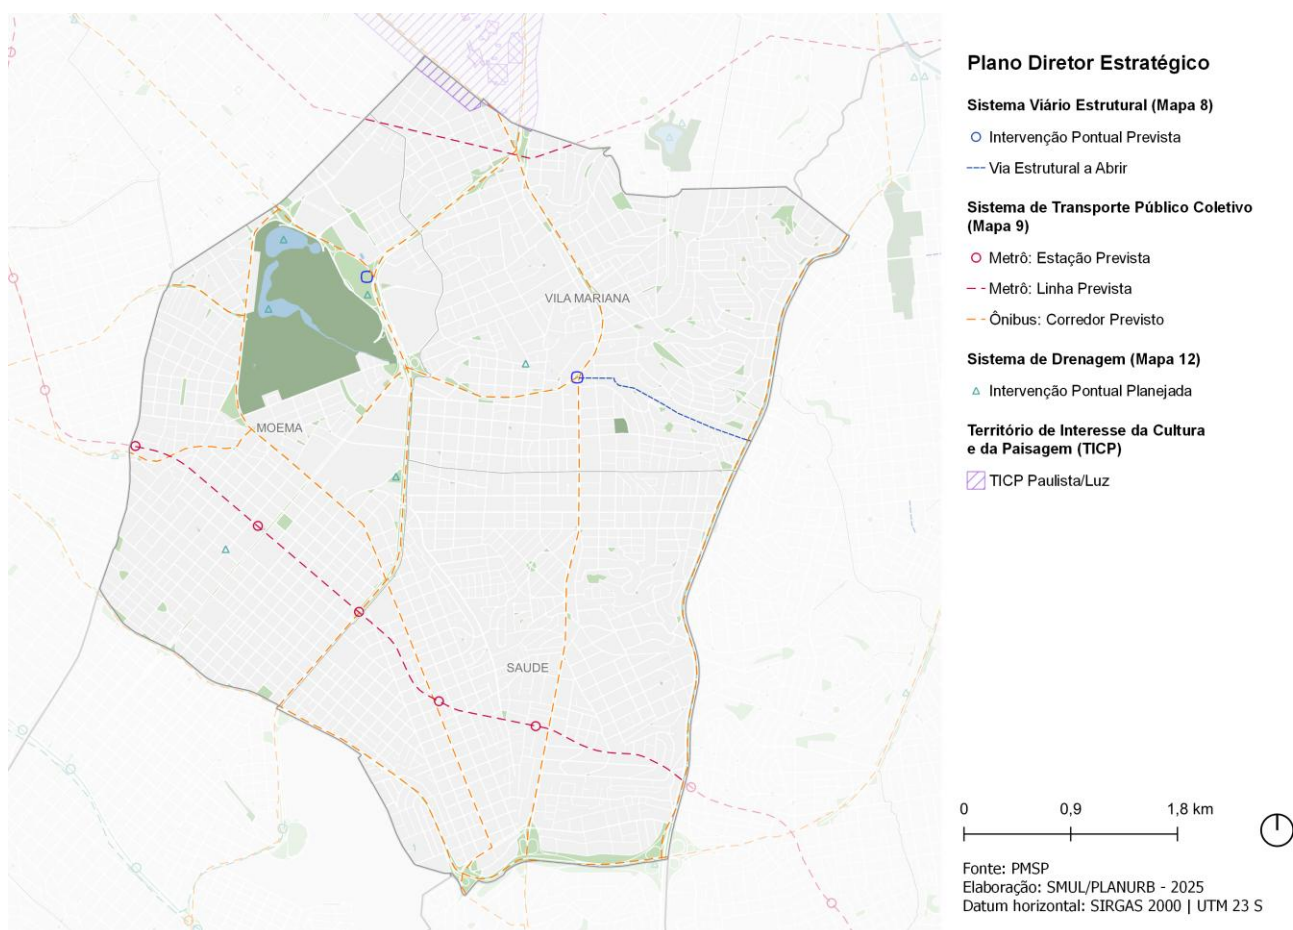 Plano Diretor Estratégico
Sistema Viário Estrutural (Mapa 8)
Intervenção Pontual Prevista
Via Estrutural a Abrir
Sistema de Transporte Público Coletivo
(Mapa 9)
Metrô: Estação Prevista
Metrô: Linha Prevista
Ônibus: Corredor Previsto
Sistema de Drenagem (Mapa 12)
Intervenção Pontual Planejada
Território de Interesse da Cultura
e da Paisagem (TICP)
TICP Paulista/Luz
VILA MARIANA
MOEMA
SAUDE
0 0,9 1,8 km
Fonte: PMSP
Elaboração: SMUL/PLANURB - 2025
Datum horizontal: SIRGAS 2000 | UTM 23 S